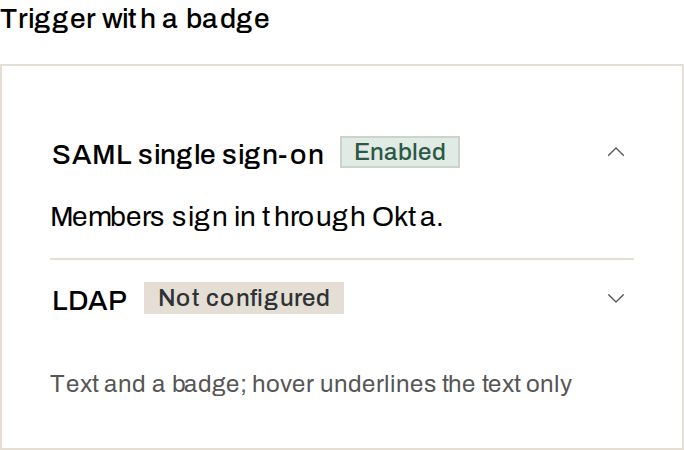 Trigger with a badge
SAML single sign-on Enabled
Members sign in through Okta.
LDAP Not configured
Text and a badge; hover underlines the text only